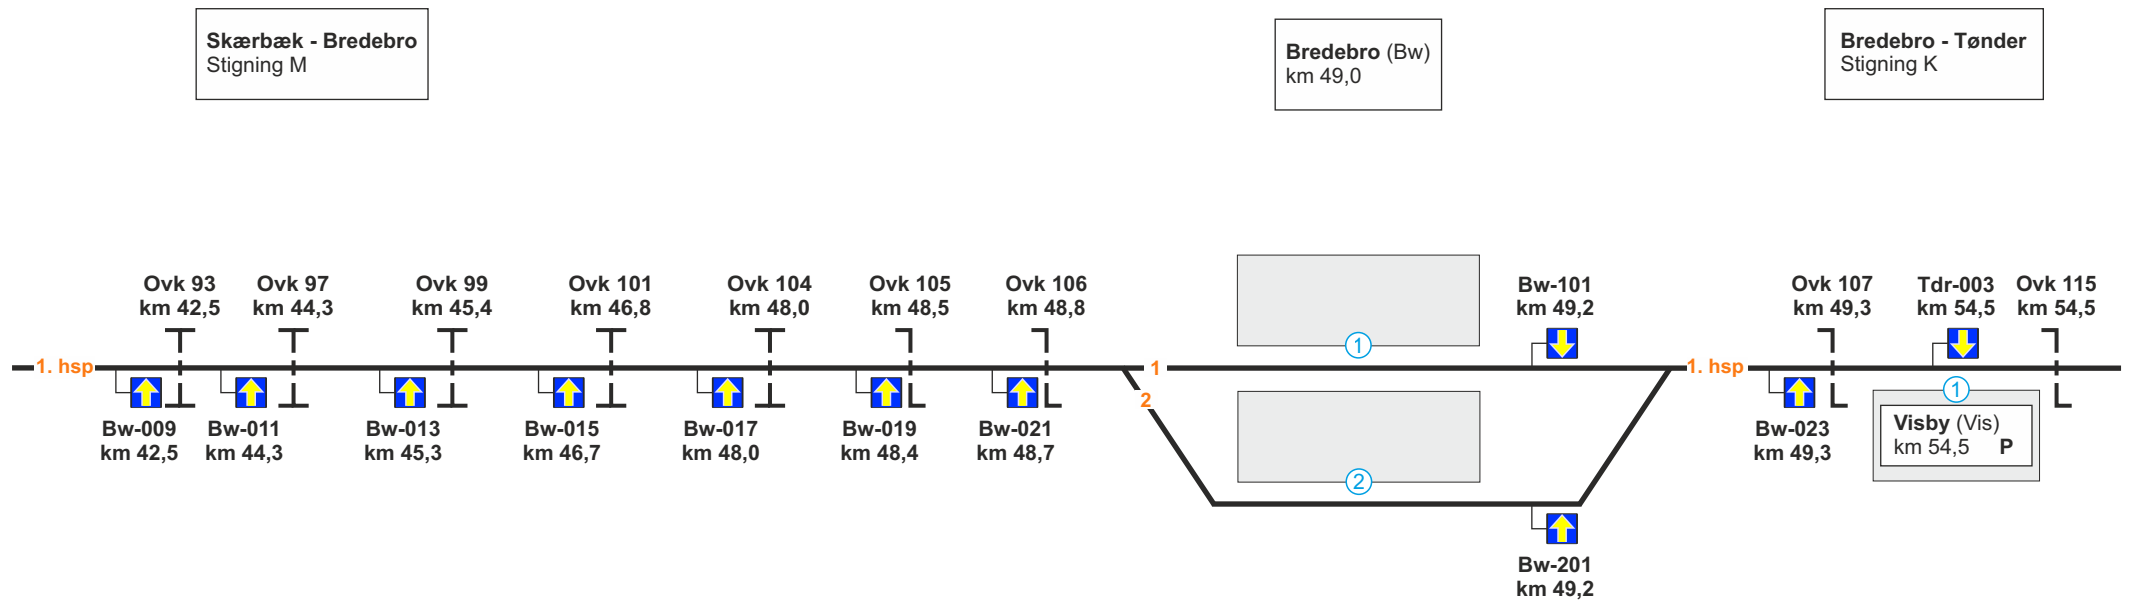 Skærbæk - Bredebro
Stigning M
Bredebro (Bw)
km 49,0
Bredebro - Tønder
Stigning K
Ovk 93
km 42,5
Ovk 97
km 44,3
Ovk 99
km 45,4
Ovk 101
km 46,8
Ovk 104
km 48,0
Ovk 105
km 48,5
Ovk 106
km 48,8
Bw-101
km 49,2
Ovk 107
km 49,3
Tdr-003
km 54,5
Ovk 115
km 54,5
1
1. hsp
1
1. hsp
2
1
Bw-009
km 42,5
Bw-011
km 44,3
Bw-013
km 45,3
Bw-015
km 46,7
Bw-017
km 48,0
Bw-019
km 48,4
Bw-021
km 48,7
Bw-023
km 49,3
Visby (Vis)
km 54,5 P
2
Bw-201
km 49,2